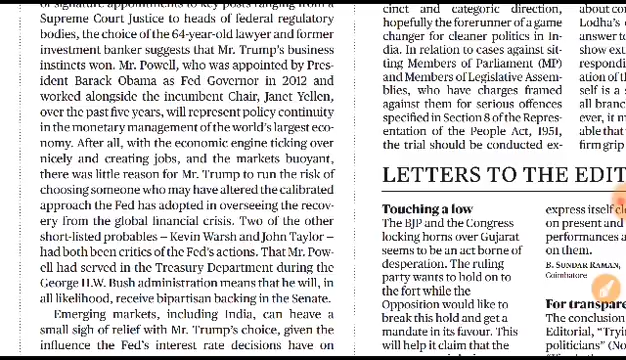 of signature appointments to key posts ranging from a
Supreme Court Justice to heads of federal regulatory
bodies, the choice of the 64-year-old lawyer and former
investment banker suggests that Mr. Trump's business
instincts won. Mr. Powell, who was appointed by Pres-
ident Barack Obama as Fed Governor in 2012 and
worked alongside the incumbent Chair, Janet Yellen,
over the past five years, will represent policy continuity
in the monetary management of the world's largest eco-
nomy. After all, with the economic engine ticking over
nicely and creating jobs, and the markets buoyant,
there was little reason for Mr. Trump to run the risk of
choosing someone who may have altered the calibrated
approach the Fed has adopted in overseeing the recov-
ery from the global financial crisis. Two of the other
short-listed probables – Kevin Warsh and John Taylor –
had both been critics of the Fed's actions. That Mr. Pow-
ell had served in the Treasury Department during the
George H.W. Bush administration means that he will, in
all likelihood, receive bipartisan backing in the Senate.
Emerging markets, including India, can heave a
small sigh of relief with Mr. Trump's choice, given the
influence the Fed's interest rate decisions have on
cinct and categoric direction,
hopefully the forerunner of a game
changer for cleaner politics in In-
dia. In relation to cases against sit-
ting Members of Parliament (MP)
and Members of Legislative Assem-
blies, who have charges framed
against them for serious offences
specified in Section 8 of the Repres-
entation of the People Act, 1951,
the trial should be conducted ex-
about co
Lodha's
answer to
show ext
respondi
ation of t
self is a s
all branc
ever, it m
able that
firm grip
LETTERS TO THE EDIT
Touching a low
The BJP and the Congress
locking horns over Gujarat
seems to be an act borne of
desperation. The ruling
party wants to hold on to
the fort while the
Opposition would like to
break this hold and get a
mandate in its favour. This
will help it claim that the
express itself cl
on present and
performances a
on them.
B. SUNDAR RAMAN,
Coimbatore
For transpare
The conclusion
Editorial, "Tryi
politicians" (No